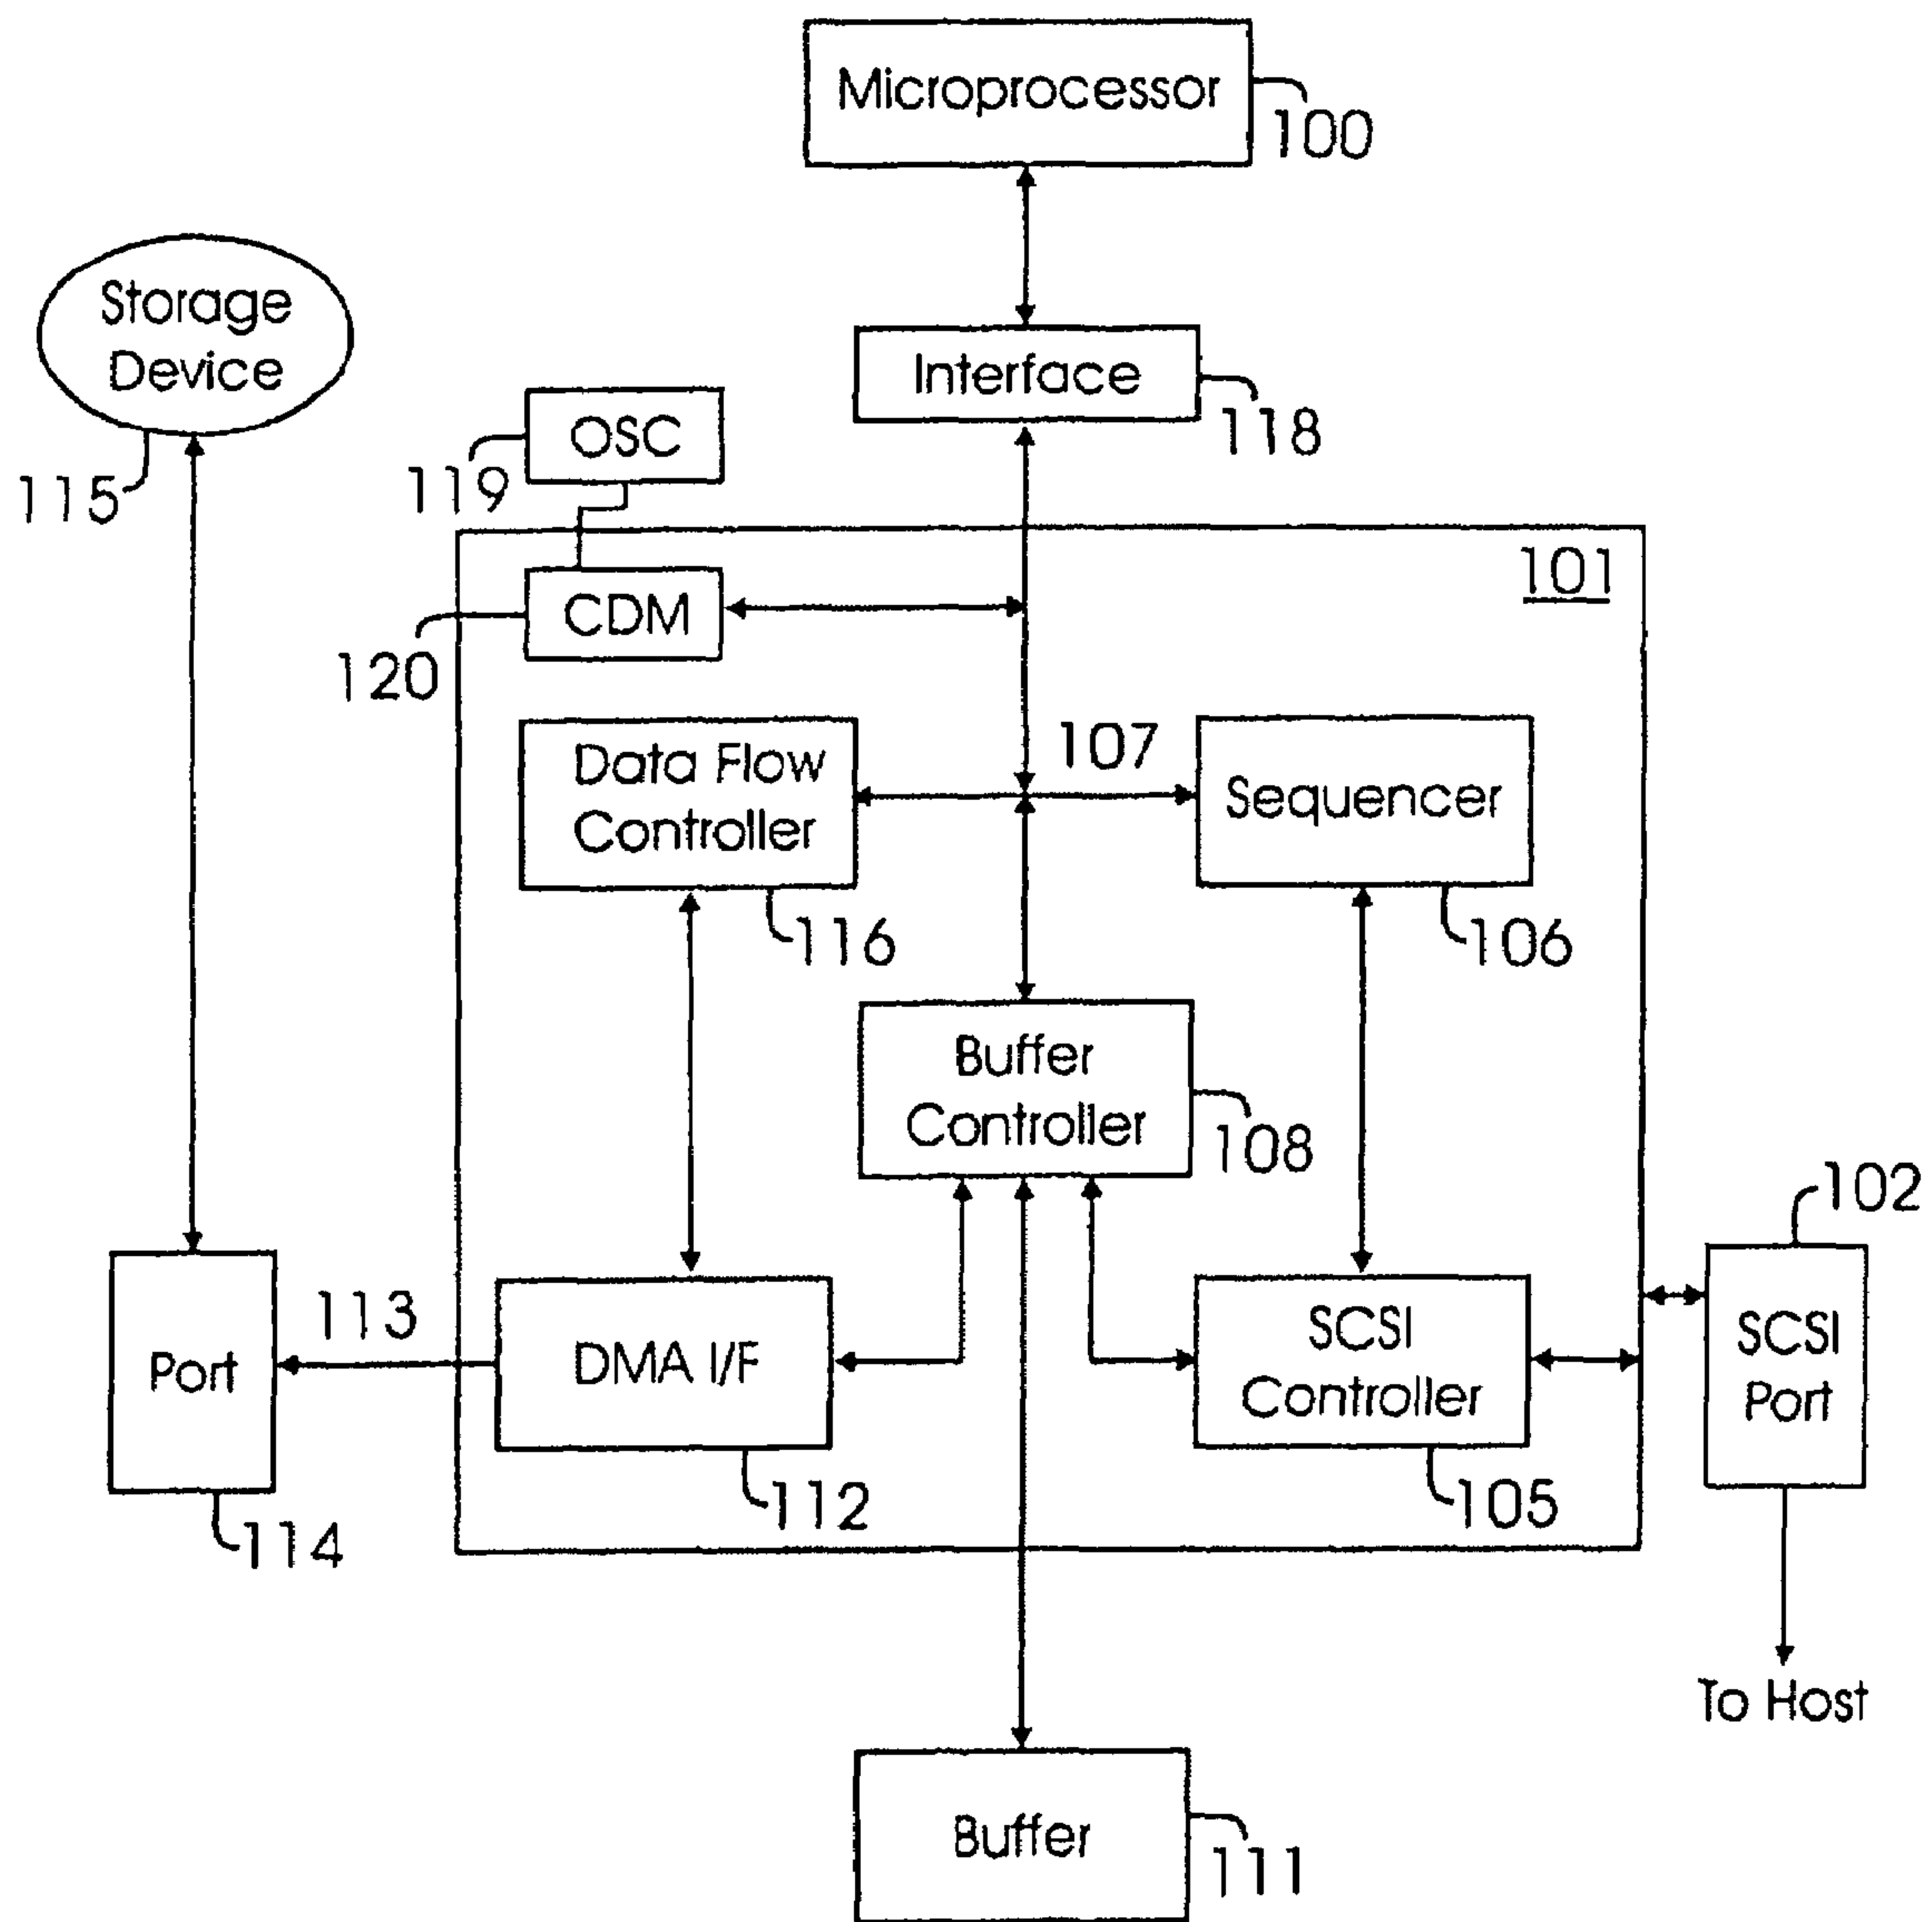 Microprocessor
100
Storage
Device
115
Interface
118
OSC
119
101
CDM
120
107
Data Flow
Controller
116
Sequencer
106
Buffer
Controller
108
102
SCSI
Port
113
Port
114
DMA I/F
112
SCSI
Controller
105
To Host
Buffer
111